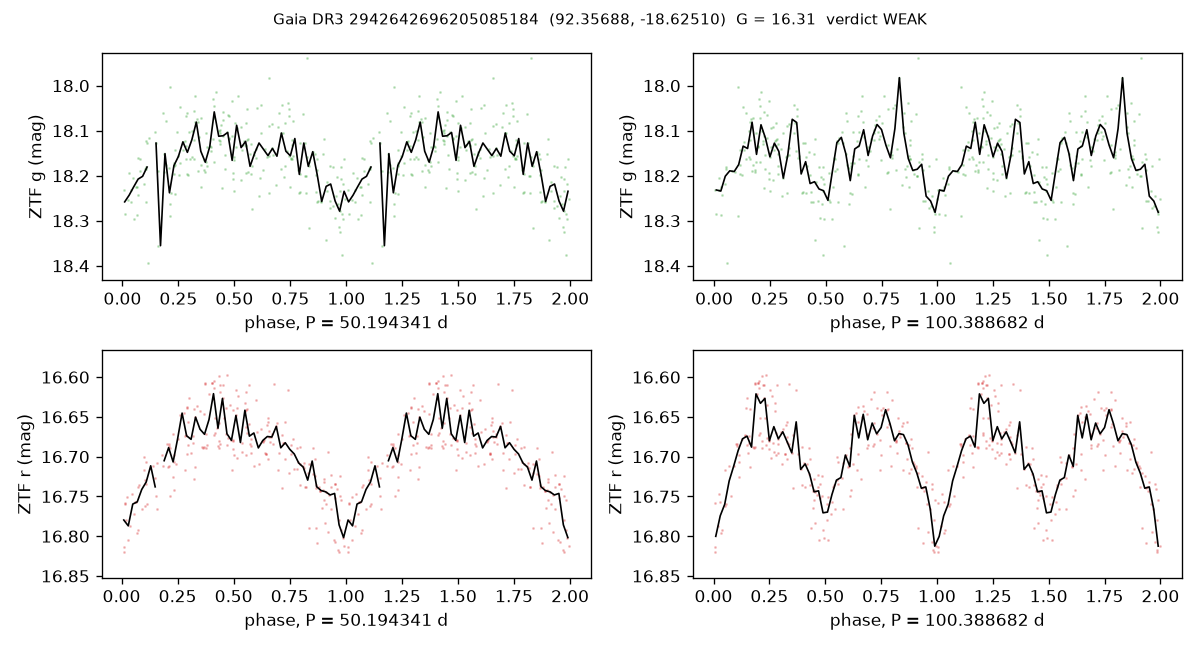 Gaia DR3 2942642696205085184  (92.35688, -18.62510)  G = 16.31  verdict WEAK
ZTF g (mag)
18.0
18.1
18.2
18.3
18.4
0.00 0.25 0.50 0.75 1.00 1.25 1.50 1.75 2.00
phase, P = 50.194341 d
ZTF g (mag)
18.0
18.1
18.2
18.3
18.4
0.00 0.25 0.50 0.75 1.00 1.25 1.50 1.75 2.00
phase, P = 100.388682 d
ZTF r (mag)
16.60
16.65
16.70
16.75
16.80
16.85
0.00 0.25 0.50 0.75 1.00 1.25 1.50 1.75 2.00
phase, P = 50.194341 d
ZTF r (mag)
16.60
16.65
16.70
16.75
16.80
16.85
0.00 0.25 0.50 0.75 1.00 1.25 1.50 1.75 2.00
phase, P = 100.388682 d